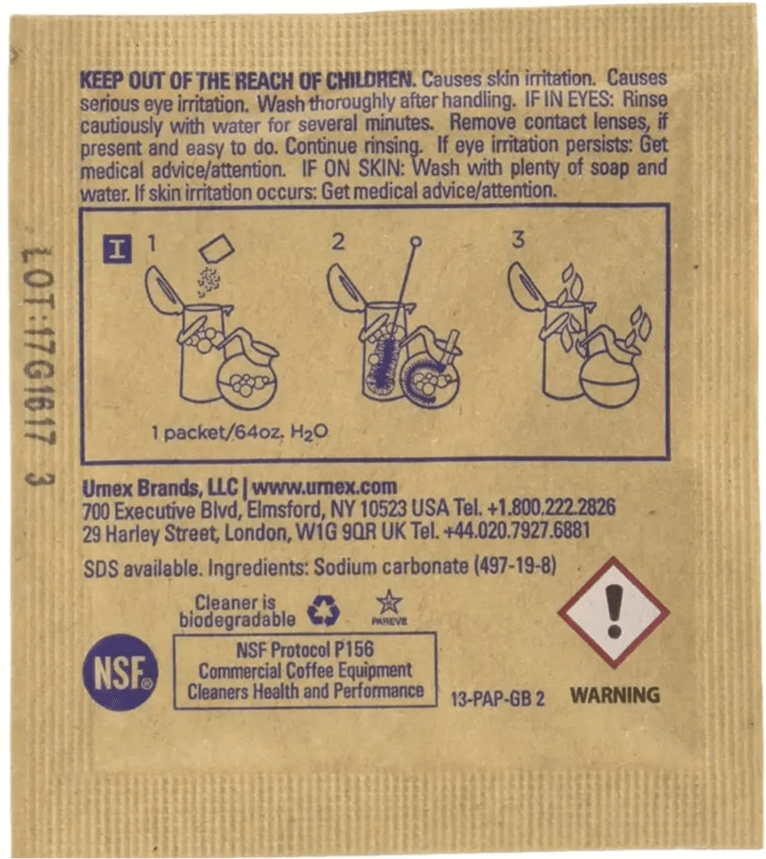 KEEP OUT OF THE REACH OF CHILDREN. Causes skin irritation. Causes
serious eye irritation. Wash thoroughly after handling. IF IN EYES: Rinse
cautiously with water for several minutes. Remove contact lenses, if
present and easy to do. Continue rinsing. If eye irritation persists: Get
medical advice/attention. IF ON SKIN: Wash with plenty of soap and
water. If skin irritation occurs: Get medical advice/attention.
LOT:17G1617 3
I 1 2 3
1 packet/64oz. H₂O
Urnex Brands, LLC | www.urnex.com
700 Executive Blvd, Elmsford, NY 10523 USA Tel. +1.800.222.2826
29 Harley Street, London, W1G 9QR UK Tel. +44.020.7927.6881
SDS available. Ingredients: Sodium carbonate (497-19-8)
Cleaner is
biodegradable
K
PAREVE
NSF®
NSF Protocol P156
Commercial Coffee Equipment
Cleaners Health and Performance
13-PAP-GB 2
!
WARNING